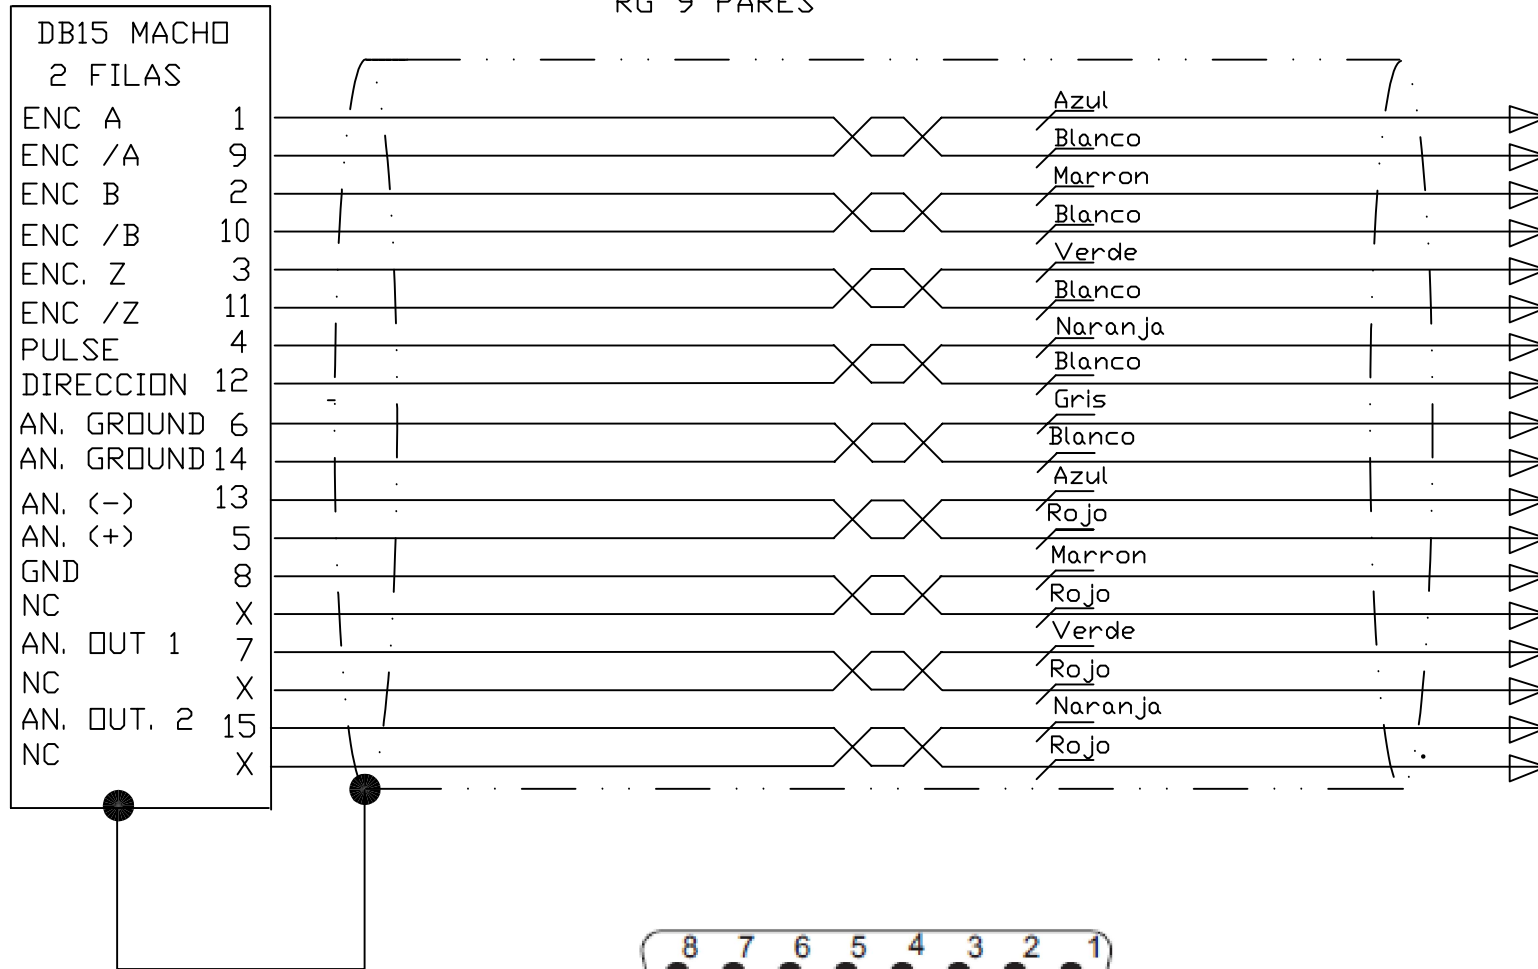 RG 9 PARES
DB15 MACHO
2 FILAS
ENC A 1 Azul
ENC /A 9 Blanco
ENC B 2 Marron
ENC /B 10 Blanco
ENC. Z 3 Verde
ENC /Z 11 Blanco
PULSE 4 Naranja
DIRECCION 12 Blanco
AN. GROUND 6 Gris
AN. GROUND 14 Blanco
AN. (-) 13 Azul
AN. (+) 5 Rojo
GND 8 Marron
NC X Rojo
AN. OUT 1 7 Verde
NC X Rojo
AN. OUT. 2 15 Naranja
NC X Rojo
8 7 6 5 4 3 2 1